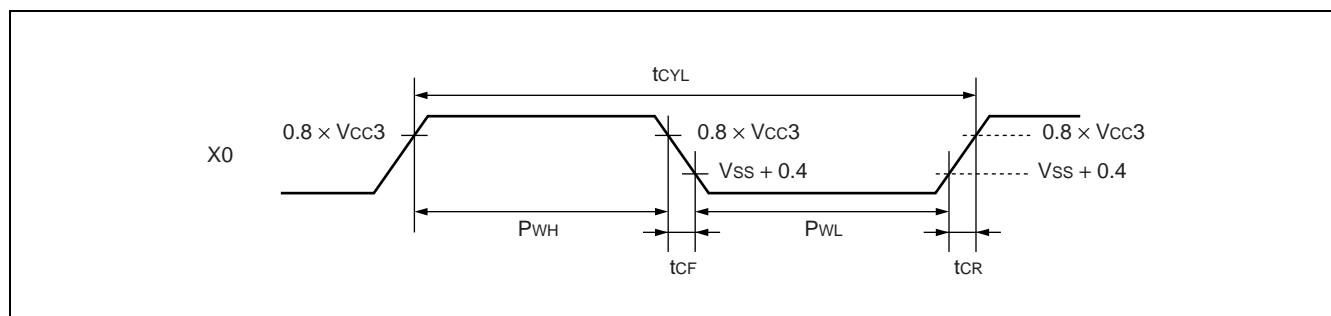 tCYL
0.8 × VCC3
0.8 × VCC3
0.8 × VCC3
X0
VSS + 0.4
VSS + 0.4
PWH
PWL
tCF
tCR